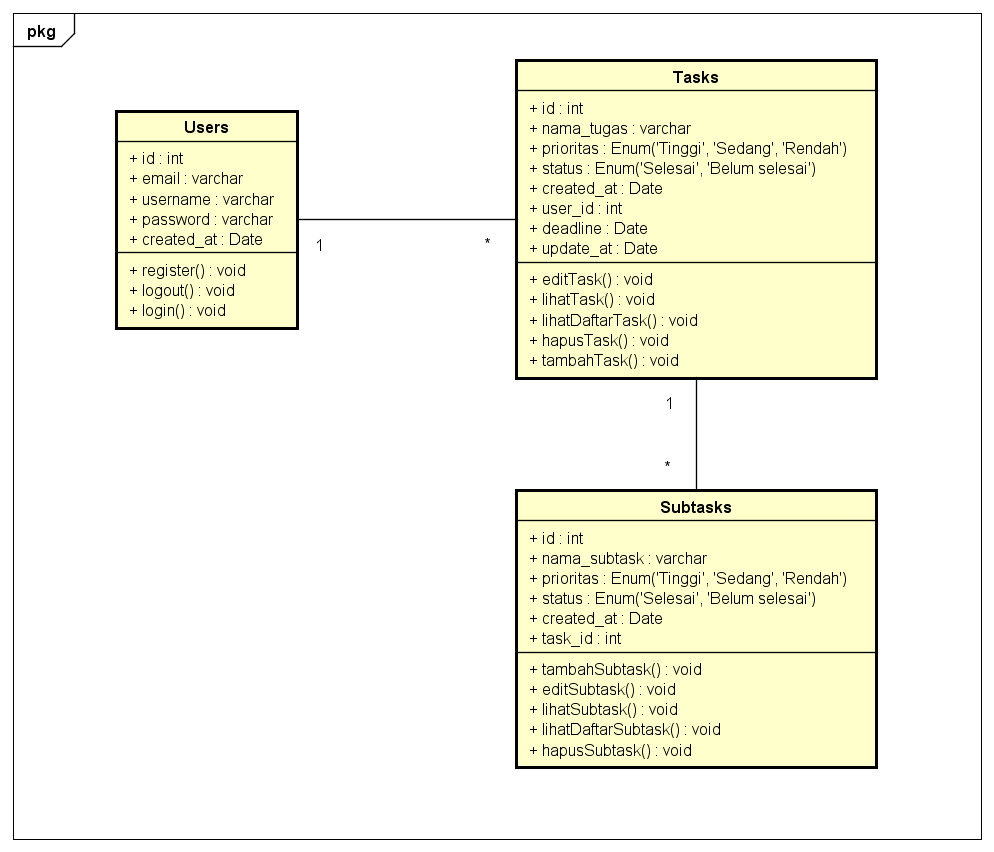 pkg
Users
+ id : int
+ email : varchar
+ username : varchar
+ password : varchar
+ created_at : Date
+ register() : void
+ logout() : void
+ login() : void
1
*
Tasks
+ id : int
+ nama_tugas : varchar
+ prioritas : Enum('Tinggi', 'Sedang', 'Rendah')
+ status : Enum('Selesai', 'Belum selesai')
+ created_at : Date
+ user_id : int
+ deadline : Date
+ update_at : Date
+ editTask() : void
+ lihatTask() : void
+ lihatDaftarTask() : void
+ hapusTask() : void
+ tambahTask() : void
1
*
Subtasks
+ id : int
+ nama_subtask : varchar
+ prioritas : Enum('Tinggi', 'Sedang', 'Rendah')
+ status : Enum('Selesai', 'Belum selesai')
+ created_at : Date
+ task_id : int
+ tambahSubtask() : void
+ editSubtask() : void
+ lihatSubtask() : void
+ lihatDaftarSubtask() : void
+ hapusSubtask() : void